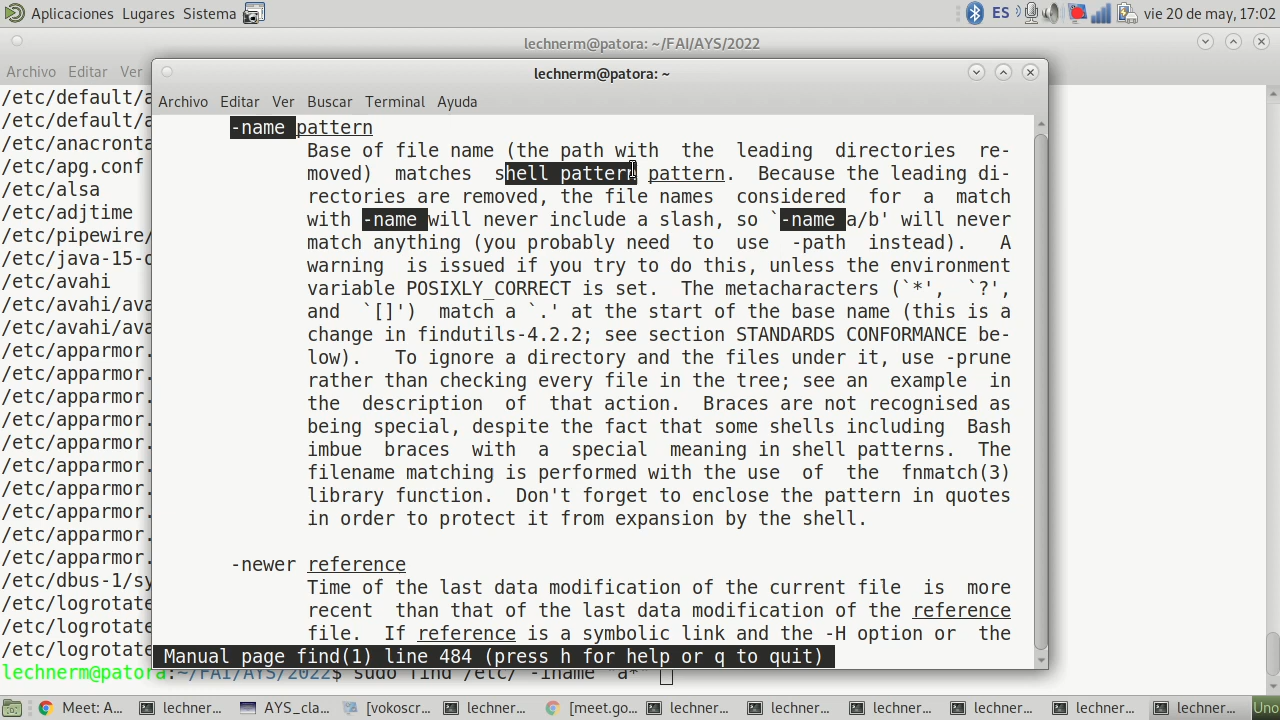 Aplicaciones Lugares Sistema
ES
vie 20 de may, 17:02
lechnerm@patora: ~/FAI/AYS/2022
Archivo Editar Ver
lechnerm@patora: ~
Archivo Editar Ver Buscar Terminal Ayuda
/etc/default/a
/etc/default/a
/etc/anacronta
/etc/apg.conf
/etc/alsa
/etc/adjtime
/etc/pipewire/
/etc/java-15-o
/etc/avahi
/etc/avahi/ava
/etc/avahi/ava
/etc/apparmor.
/etc/apparmor.
/etc/apparmor.
/etc/apparmor.
/etc/apparmor.
/etc/apparmor.
/etc/apparmor.
/etc/apparmor.
/etc/apparmor.
/etc/apparmor.
/etc/dbus-1/sy
/etc/logrotate
/etc/logrotate
/etc/logrotate
-name pattern
Base of file name (the path with the leading directories re-
moved) matches shell pattern pattern. Because the leading di-
rectories are removed, the file names considered for a match
with -name will never include a slash, so `-name a/b' will never
match anything (you probably need to use -path instead). A
warning is issued if you try to do this, unless the environment
variable POSIXLY_CORRECT is set. The metacharacters (`*', `?',
and `[]') match a `.' at the start of the base name (this is a
change in findutils-4.2.2; see section STANDARDS CONFORMANCE be-
low). To ignore a directory and the files under it, use -prune
rather than checking every file in the tree; see an example in
the description of that action. Braces are not recognised as
being special, despite the fact that some shells including Bash
imbue braces with a special meaning in shell patterns. The
filename matching is performed with the use of the fnmatch(3)
library function. Don't forget to enclose the pattern in quotes
in order to protect it from expansion by the shell.
-newer reference
Time of the last data modification of the current file is more
recent than that of the last data modification of the reference
file. If reference is a symbolic link and the -H option or the
Manual page find(1) line 484 (press h for help or q to quit)
lechnerm@patora:~/FAI/AYS/2022$ sudo find /etc/ -iname "a*"
Meet: A... lechner... AYS_cla... [vokoscr... lechner... [meet.go... lechner... lechner... lechner... lechner... lechner... lechner... Uno